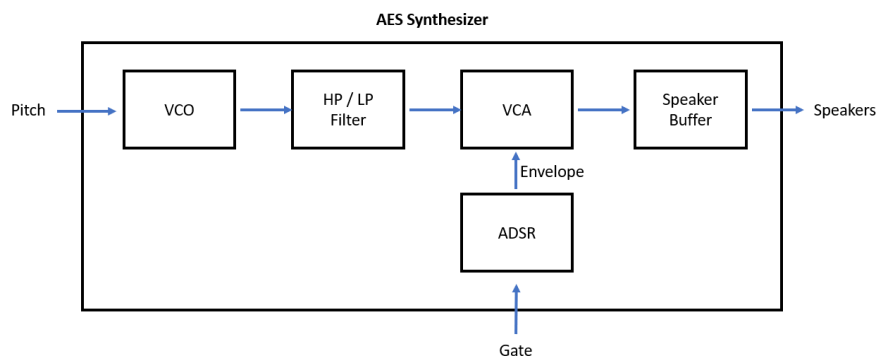 AES Synthesizer
Pitch
VCO
HP / LP
Filter
VCA
Speaker
Buffer
Speakers
Envelope
ADSR
Gate